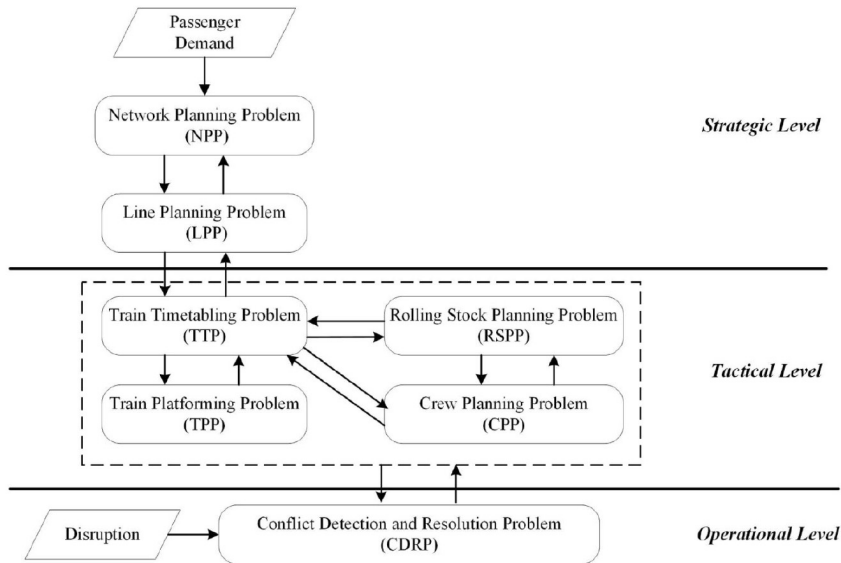 Passenger
Demand
Network Planning Problem
(NPP)
Strategic Level
Line Planning Problem
(LPP)
Train Timetabling Problem
(TTP)
Rolling Stock Planning Problem
(RSPP)
Tactical Level
Train Platforming Problem
(TPP)
Crew Planning Problem
(CPP)
Disruption
Conflict Detection and Resolution Problem
(CDRP)
Operational Level